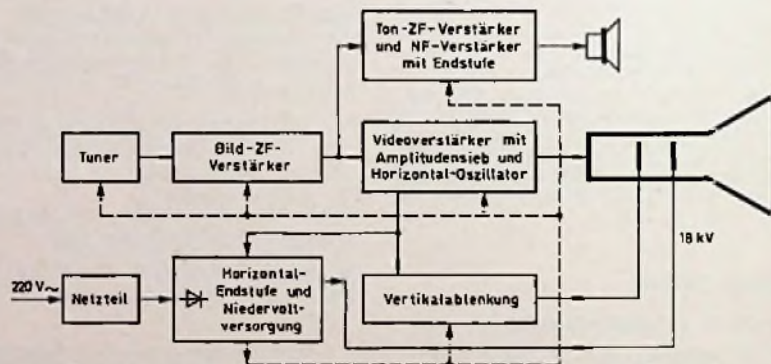 Ton-ZF-Verstärker
und NF-Verstärker
mit Endstufe
Tuner
Bild-ZF-
Verstärker
Videoverstärker mit
Amplitudensieb und
Horizontal-Oszillator
18 kV
220 V~
Netzteil
Horizontal-
Endstufe und
Niedervolt-
versorgung
Vertikalablenkung